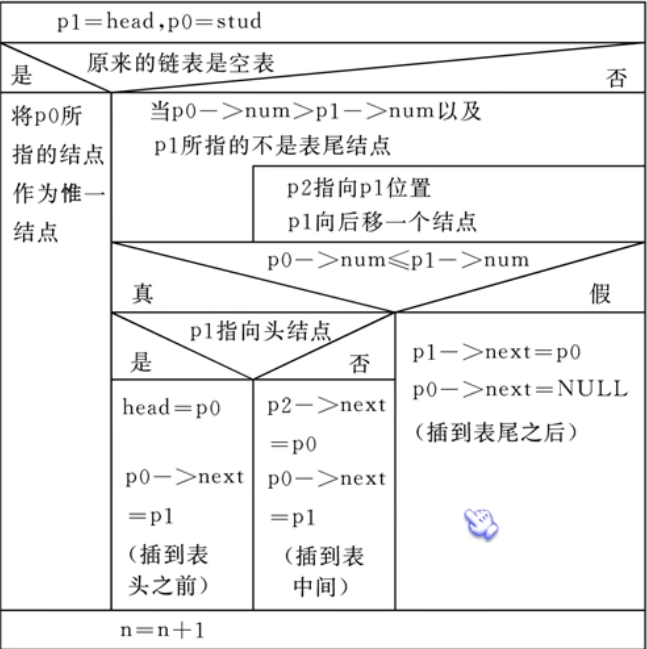 p1=head,p0=stud
原来的链表是空表
是
否
将p0所
指的结点
作为惟一
结点
当p0->num>p1->num以及
p1所指的不是表尾结点
p2指向p1位置
p1向后移一个结点
p0->num≤p1->num
真
假
p1指向头结点
是
否
head=p0
p0->next
=p1
(插到表
头之前)
p2->next
=p0
p0->next
=p1
(插到表
中间)
p1->next=p0
p0->next=NULL
(插到表尾之后)
n=n+1